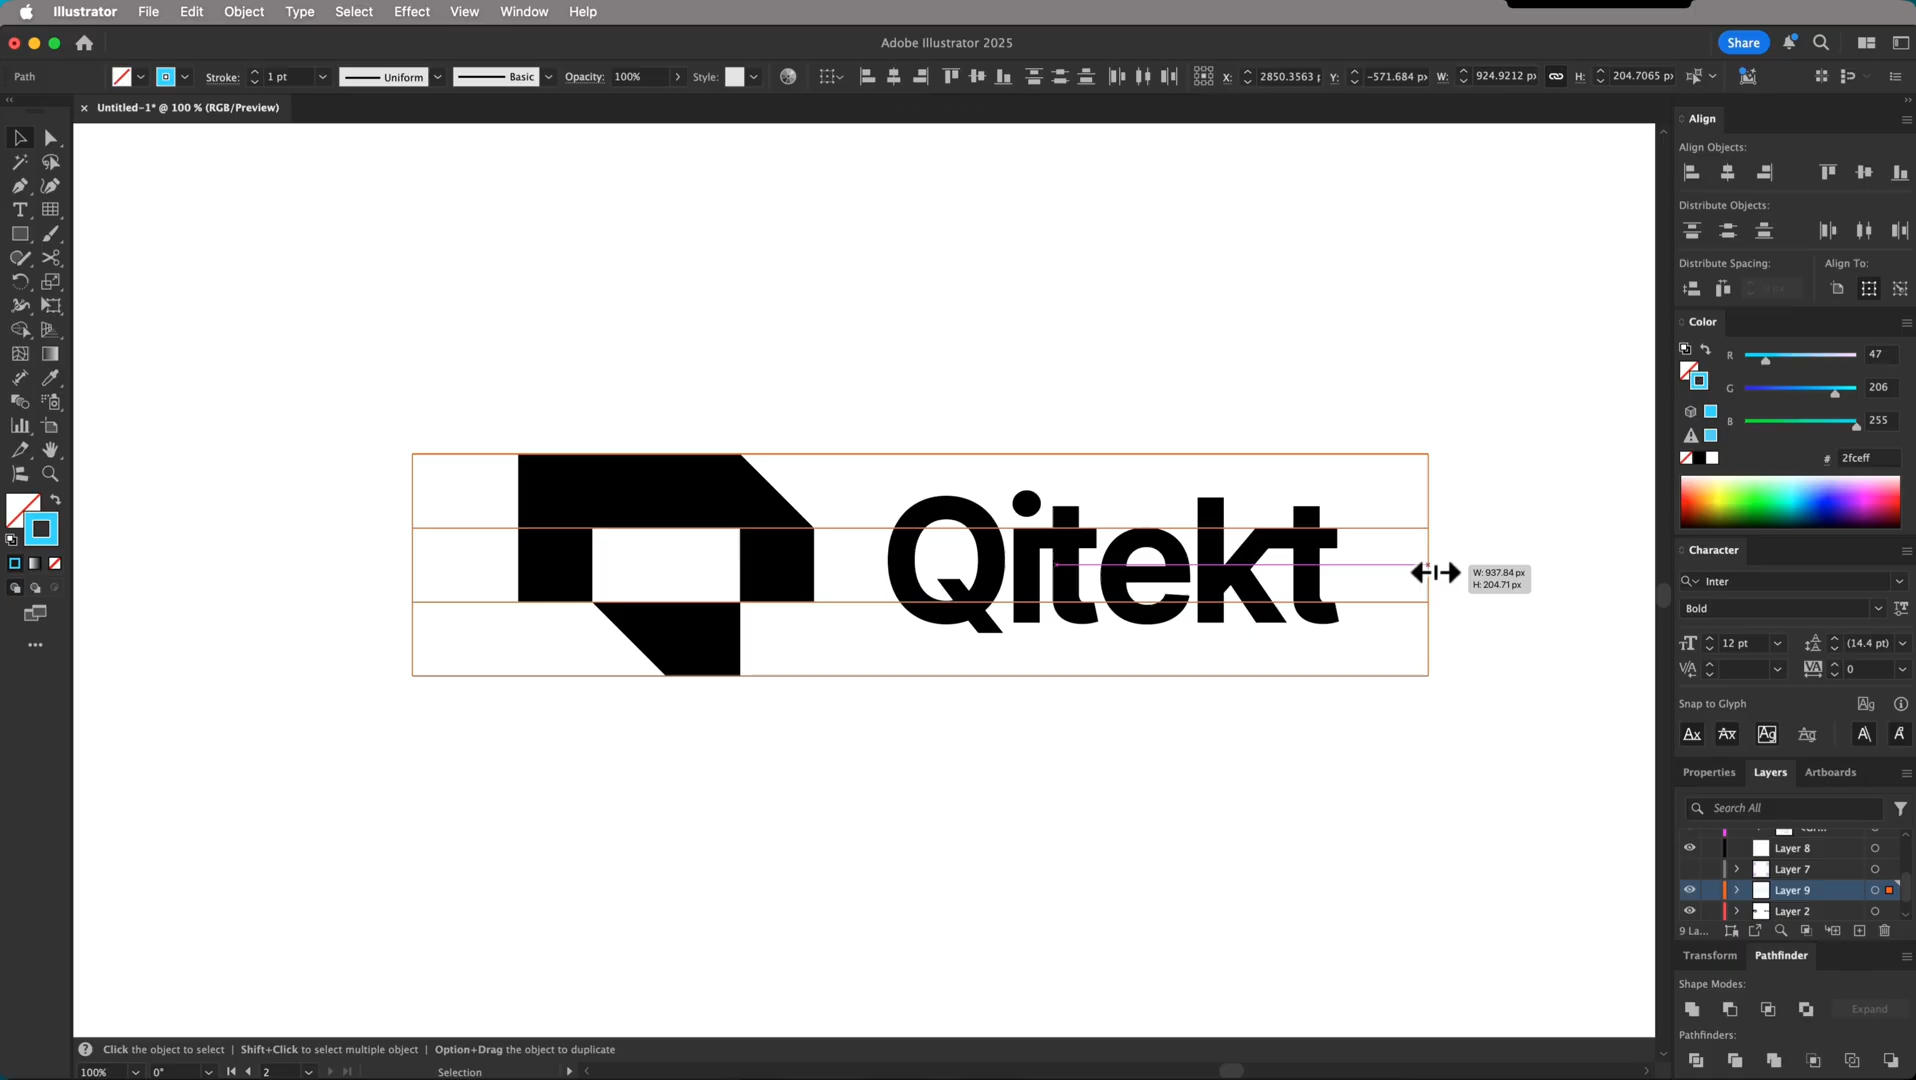 Illustrator File Edit Object Type Select Effect View Window Help
Adobe Illustrator 2025
Share
Path Stroke: 1 pt Uniform Basic Opacity: 100% Style: X: 2850.3563 Y: -571.684 px W: 924.9212 px H: 204.7065 px
Untitled-1* @ 100 % (RGB/Preview)
Align
Align Objects:
Distribute Objects:
Distribute Spacing: Align To:
Color
R 47
G 206
B 255
# 2fceff
Qitekt
W: 937.84 px
H: 204.71 px
Character
Inter
Bold
12 pt (14.4 pt)
0
Snap to Glyph
Properties Layers Artboards
Search All
Layer 8
Layer 7
Layer 9
Layer 2
9 La...
Transform Pathfinder
Shape Modes:
Expand
Pathfinders:
Click the object to select | Shift+Click to select multiple object | Option+Drag the object to duplicate
100% 0° 2 Selection